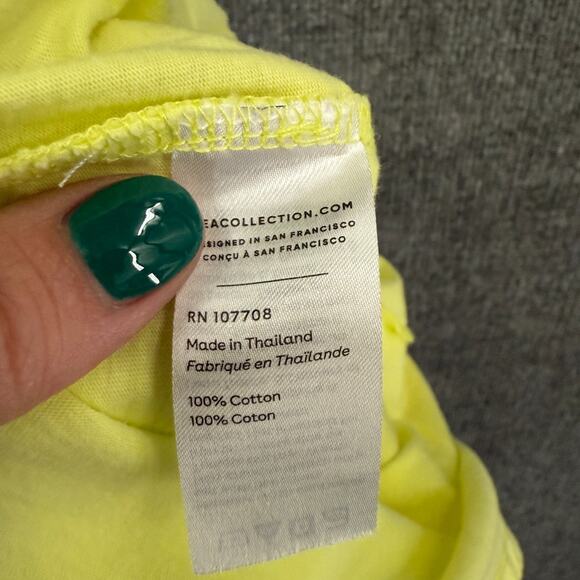 EACOLLECTION.COM
SIGNED IN SAN FRANCISCO
CONÇU À SAN FRANCISCO
RN 107708
Made in Thailand
Fabriqué en Thaïlande
100% Cotton
100% Coton